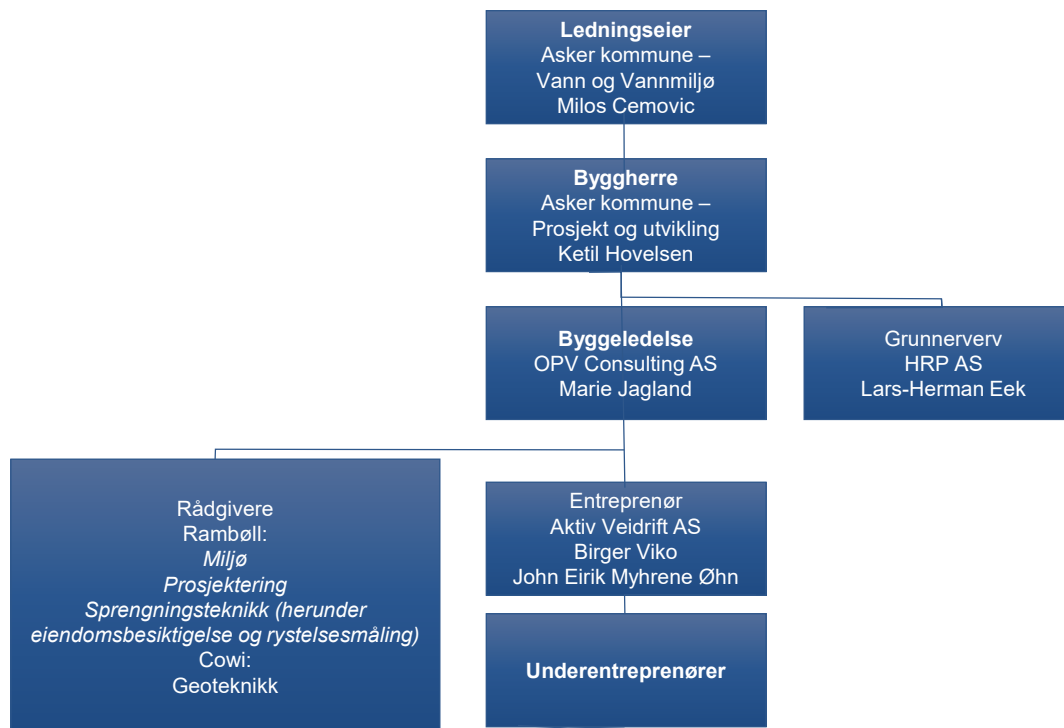 Ledningseier
Asker kommune –
Vann og Vannmiljø
Milos Cemovic
Byggherre
Asker kommune –
Prosjekt og utvikling
Ketil Hovelsen
Byggeledelse
OPV Consulting AS
Marie Jagland
Grunnerverv
HRP AS
Lars-Herman Eek
Rådgivere
Rambøll:
Miljø
Prosjektering
Sprengningsteknikk (herunder
eiendomsbesiktigelse og rystelsesmåling)
Cowi:
Geoteknikk
Entreprenør
Aktiv Veidrift AS
Birger Viko
John Eirik Myhrene Øhn
Underentreprenører